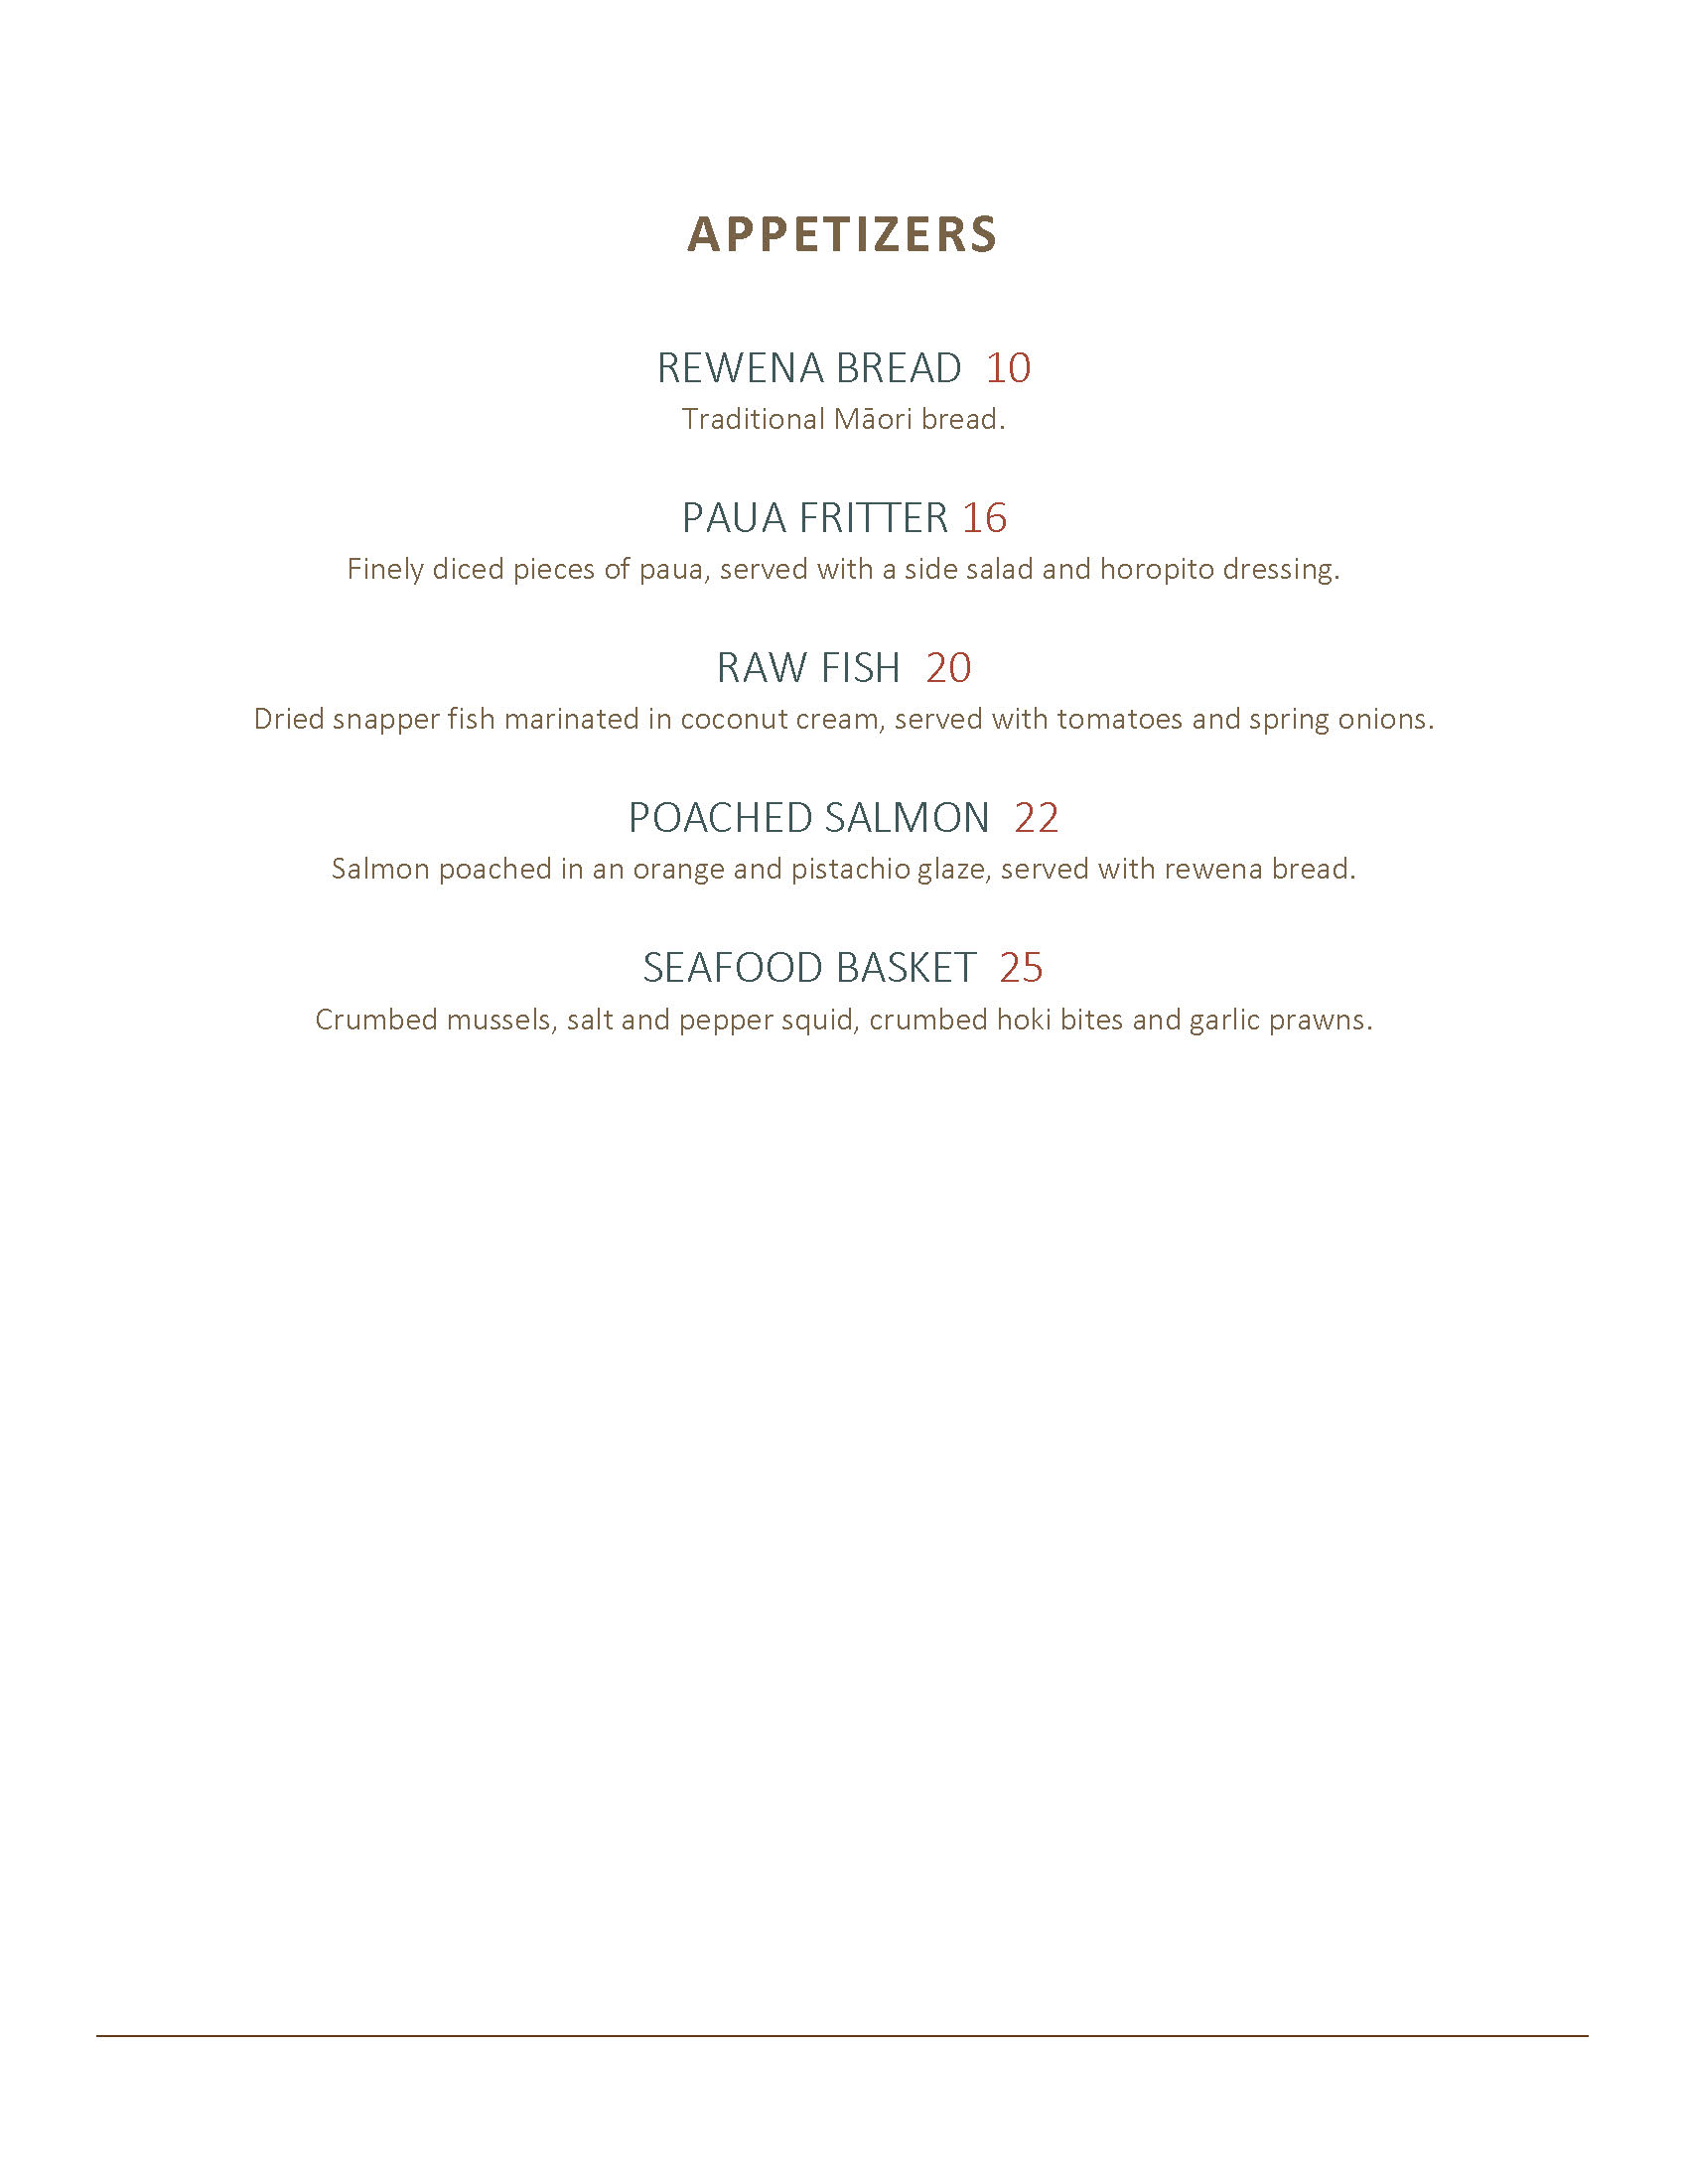 APPETIZERS
REWENA BREAD 10
Traditional Māori bread.
PAUA FRITTER 16
Finely diced pieces of paua, served with a side salad and horopito dressing.
RAW FISH 20
Dried snapper fish marinated in coconut cream, served with tomatoes and spring onions.
POACHED SALMON 22
Salmon poached in an orange and pistachio glaze, served with rewena bread.
SEAFOOD BASKET 25
Crumbed mussels, salt and pepper squid, crumbed hoki bites and garlic prawns.